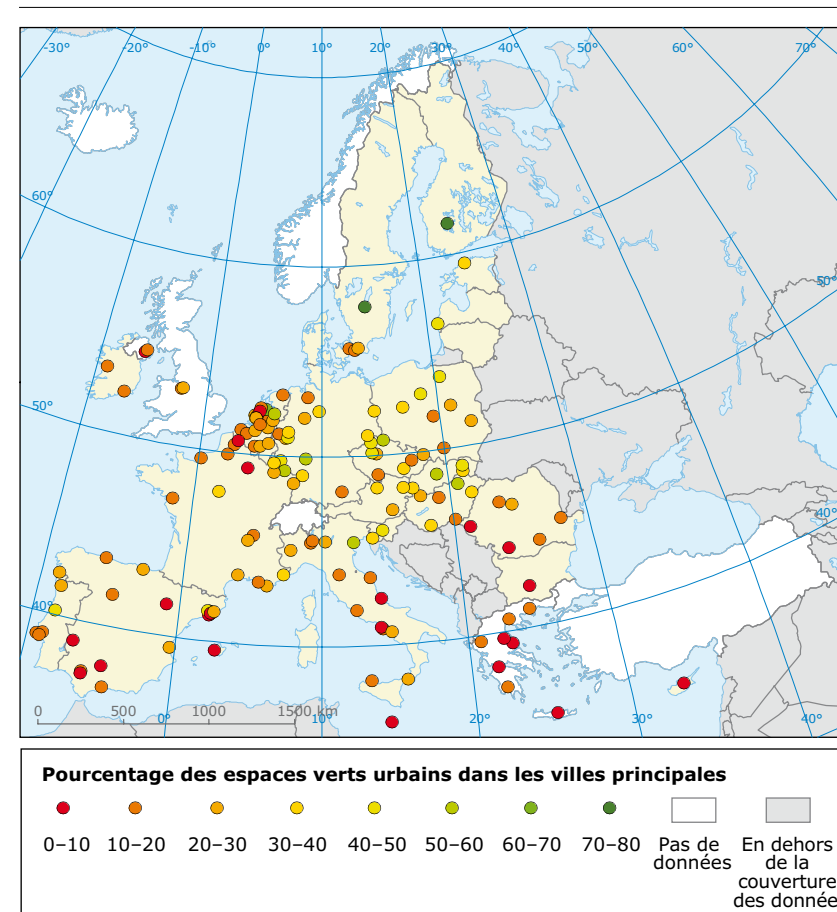 -30° -20° -10° 0° 10° 20° 30° 40° 50° 60° 70°
60°
50°
50°
40°
40°
0 500 1000 1500 km
0° 10° 20° 30° 40°
Pourcentage des espaces verts urbains dans les villes principales
0–10 10–20 20–30 30–40 40–50 50–60 60–70 70–80 Pas de En dehors
données de la
couverture
des donnée